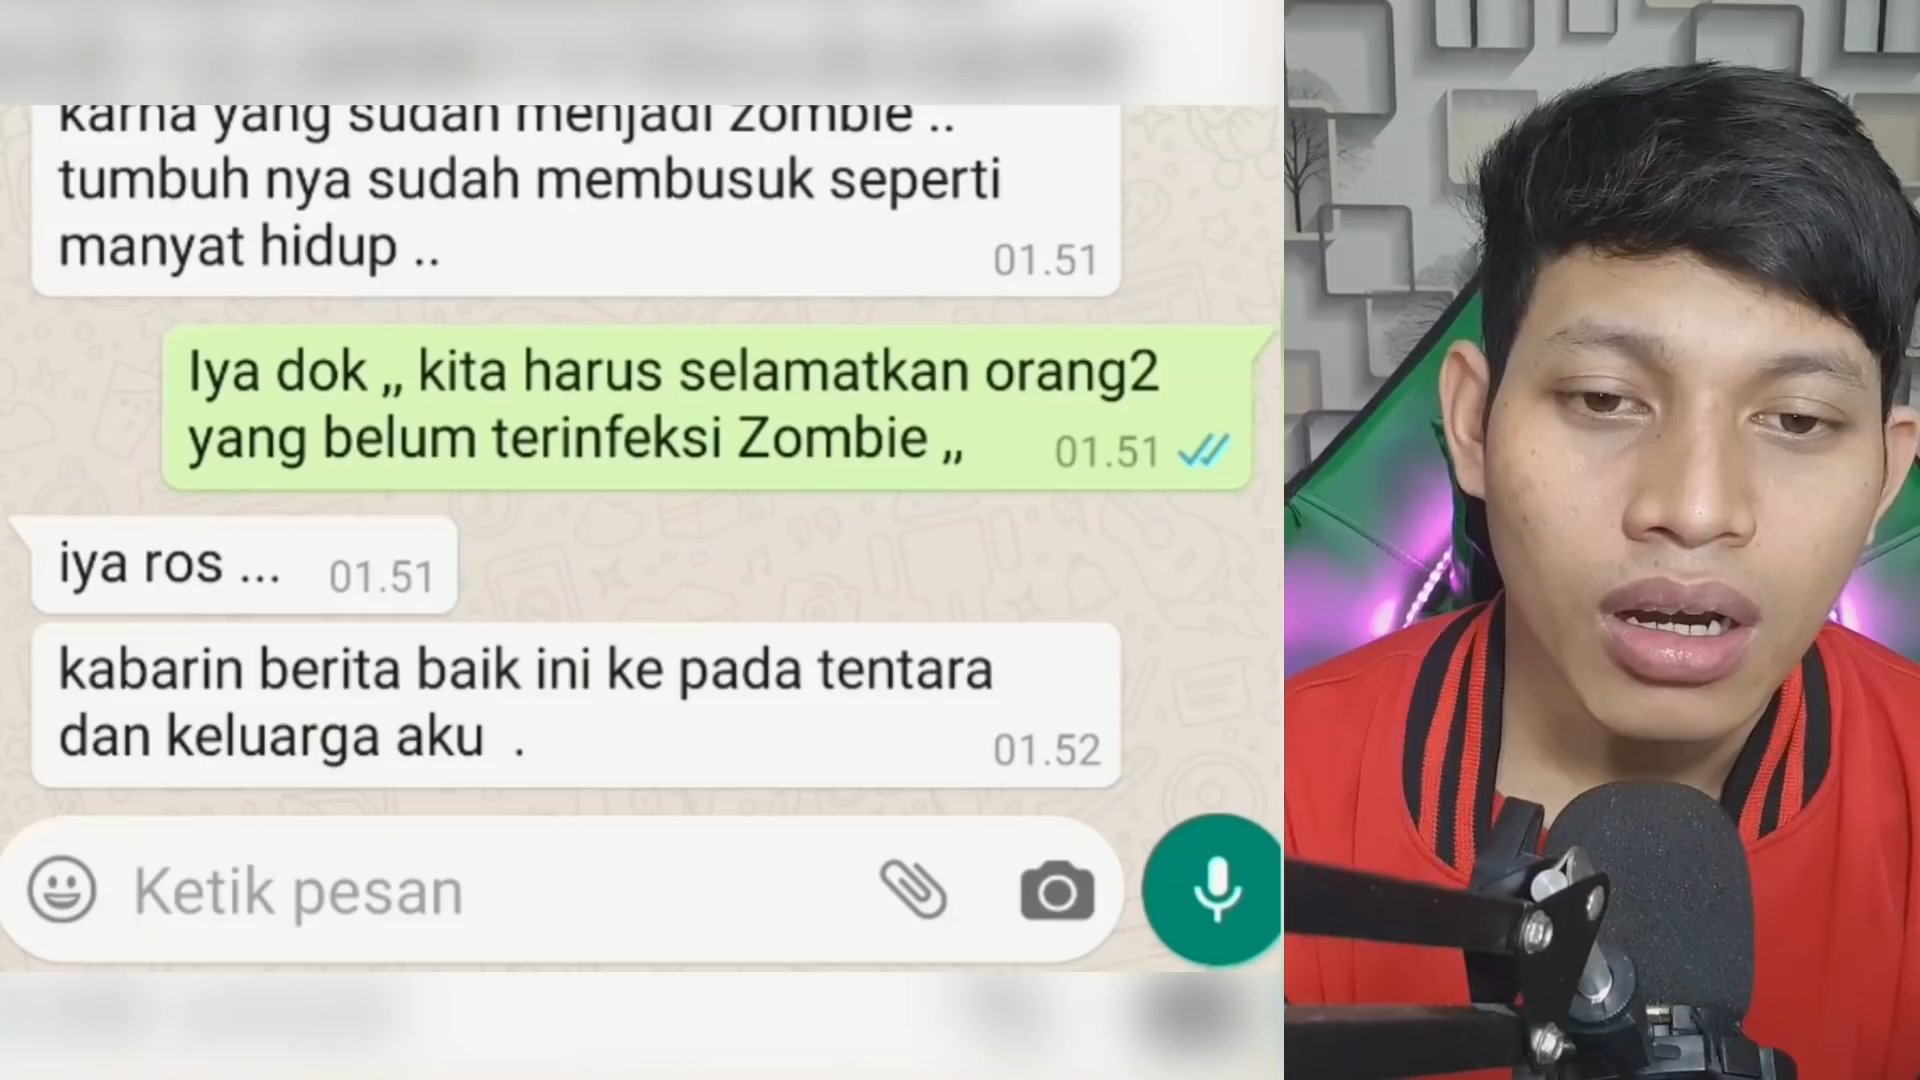 karna yang sudah menjadi zombie ..
tumbuh nya sudah membusuk seperti
manyat hidup ..
01.51
Iya dok ,, kita harus selamatkan orang2
yang belum terinfeksi Zombie ,,
01.51
iya ros ...
01.51
kabarin berita baik ini ke pada tentara
dan keluarga aku .
01.52
Ketik pesan